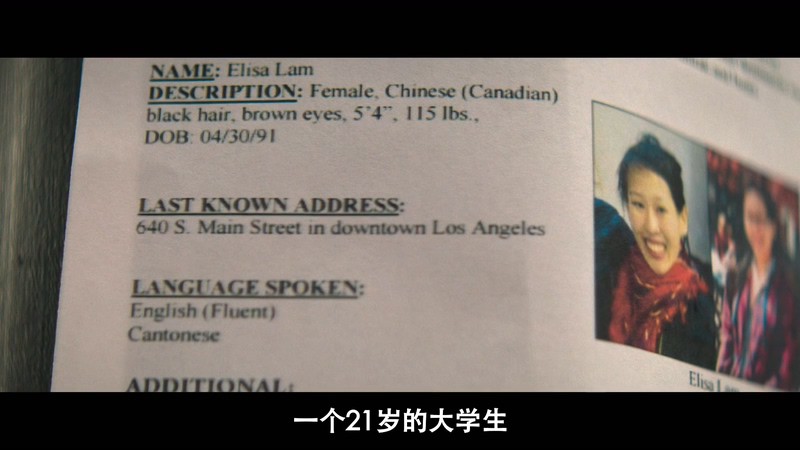 NAME: Elisa Lam
DESCRIPTION: Female, Chinese (Canadian)
black hair, brown eyes, 5'4", 115 lbs.,
DOB: 04/30/91
LAST KNOWN ADDRESS:
640 S. Main Street in downtown Los Angeles
LANGUAGE SPOKEN:
English (Fluent)
Cantonese
ADDITIONAL:
Elisa Lam
一个21岁的大学生